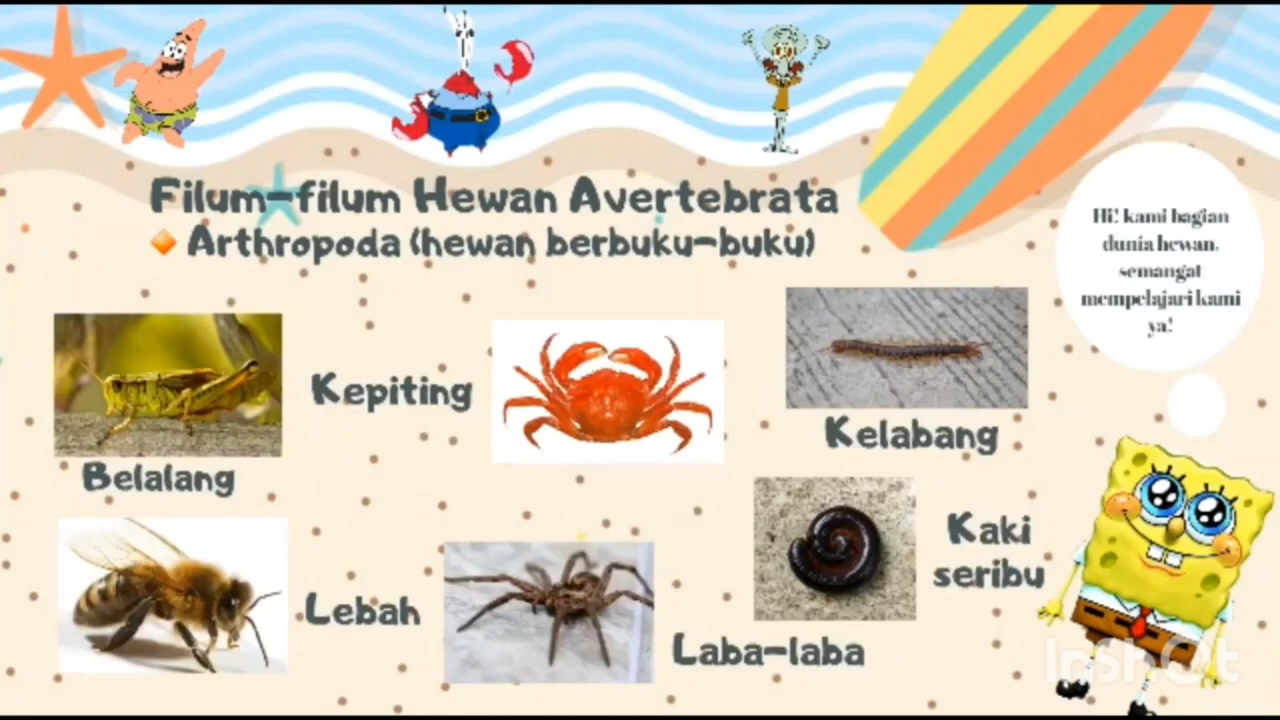 Filum-filum Hewan Avertebrata
Arthropoda (hewan berbuku-buku)
Hi! kami bagian
dunia hewan,
semangat
mempelajari kami
ya!
Kepiting
Kelabang
Belalang
Kaki
seribu
Lebah
Laba-laba
InShOt